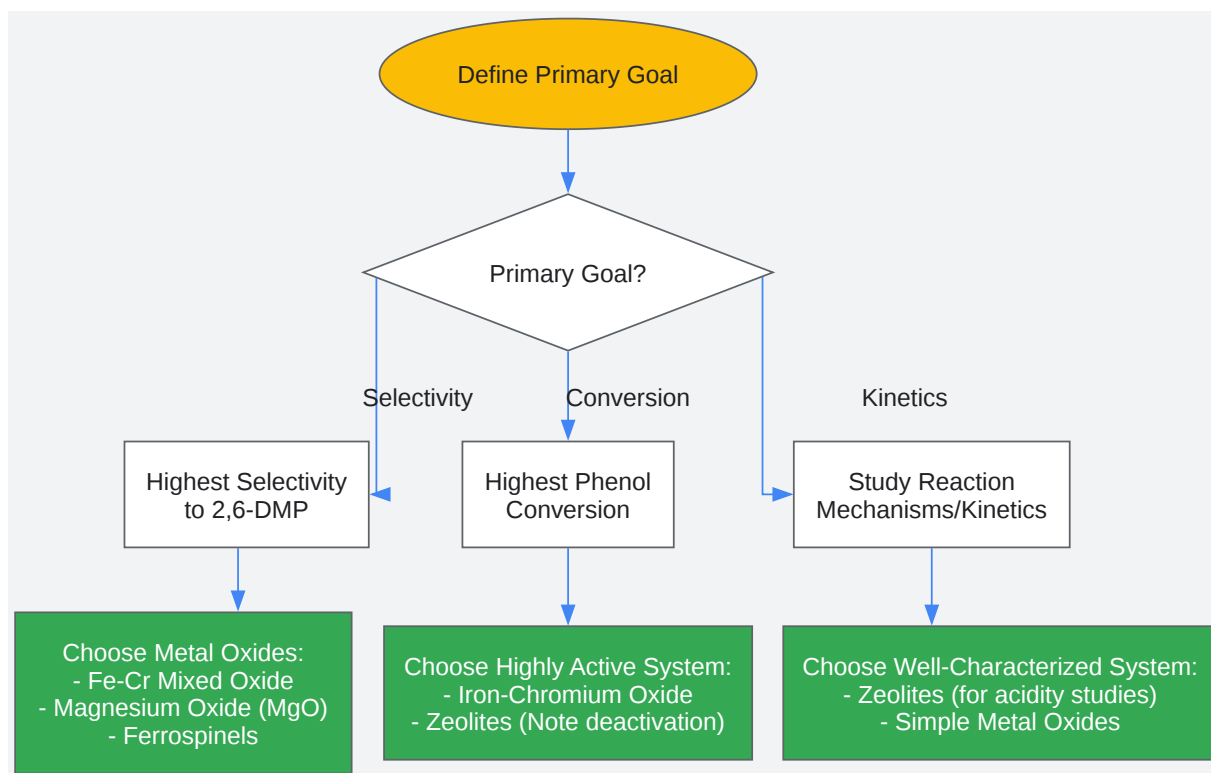 Define Primary Goal
Primary Goal?
Selectivity
Conversion
Kinetics
Highest Selectivity
to 2,6-DMP
Highest Phenol
Conversion
Study Reaction
Mechanisms/Kinetics
Choose Metal Oxides:
- Fe-Cr Mixed Oxide
- Magnesium Oxide (MgO)
- Ferrospinels
Choose Highly Active System:
- Iron-Chromium Oxide
- Zeolites (Note deactivation)
Choose Well-Characterized System:
- Zeolites (for acidity studies)
- Simple Metal Oxides